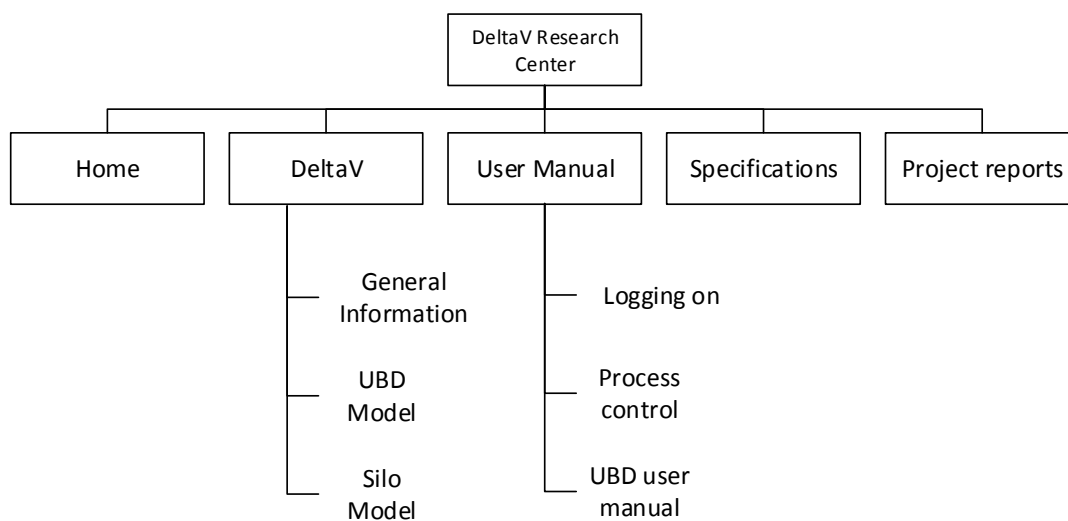 DeltaV Research
Center
Home
DeltaV
User Manual
Specifications
Project reports
General
Information
UBD
Model
Silo
Model
Logging on
Process
control
UBD user
manual